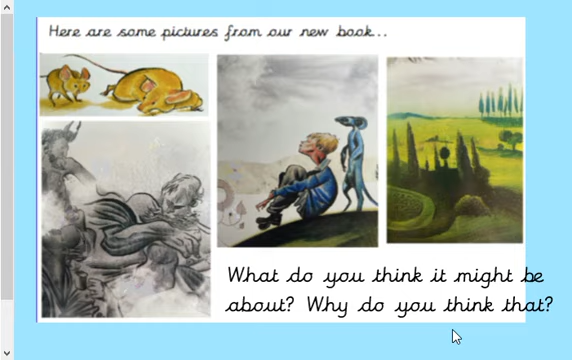 Here are some pictures from our new book...
What do you think it might be
about? Why do you think that?